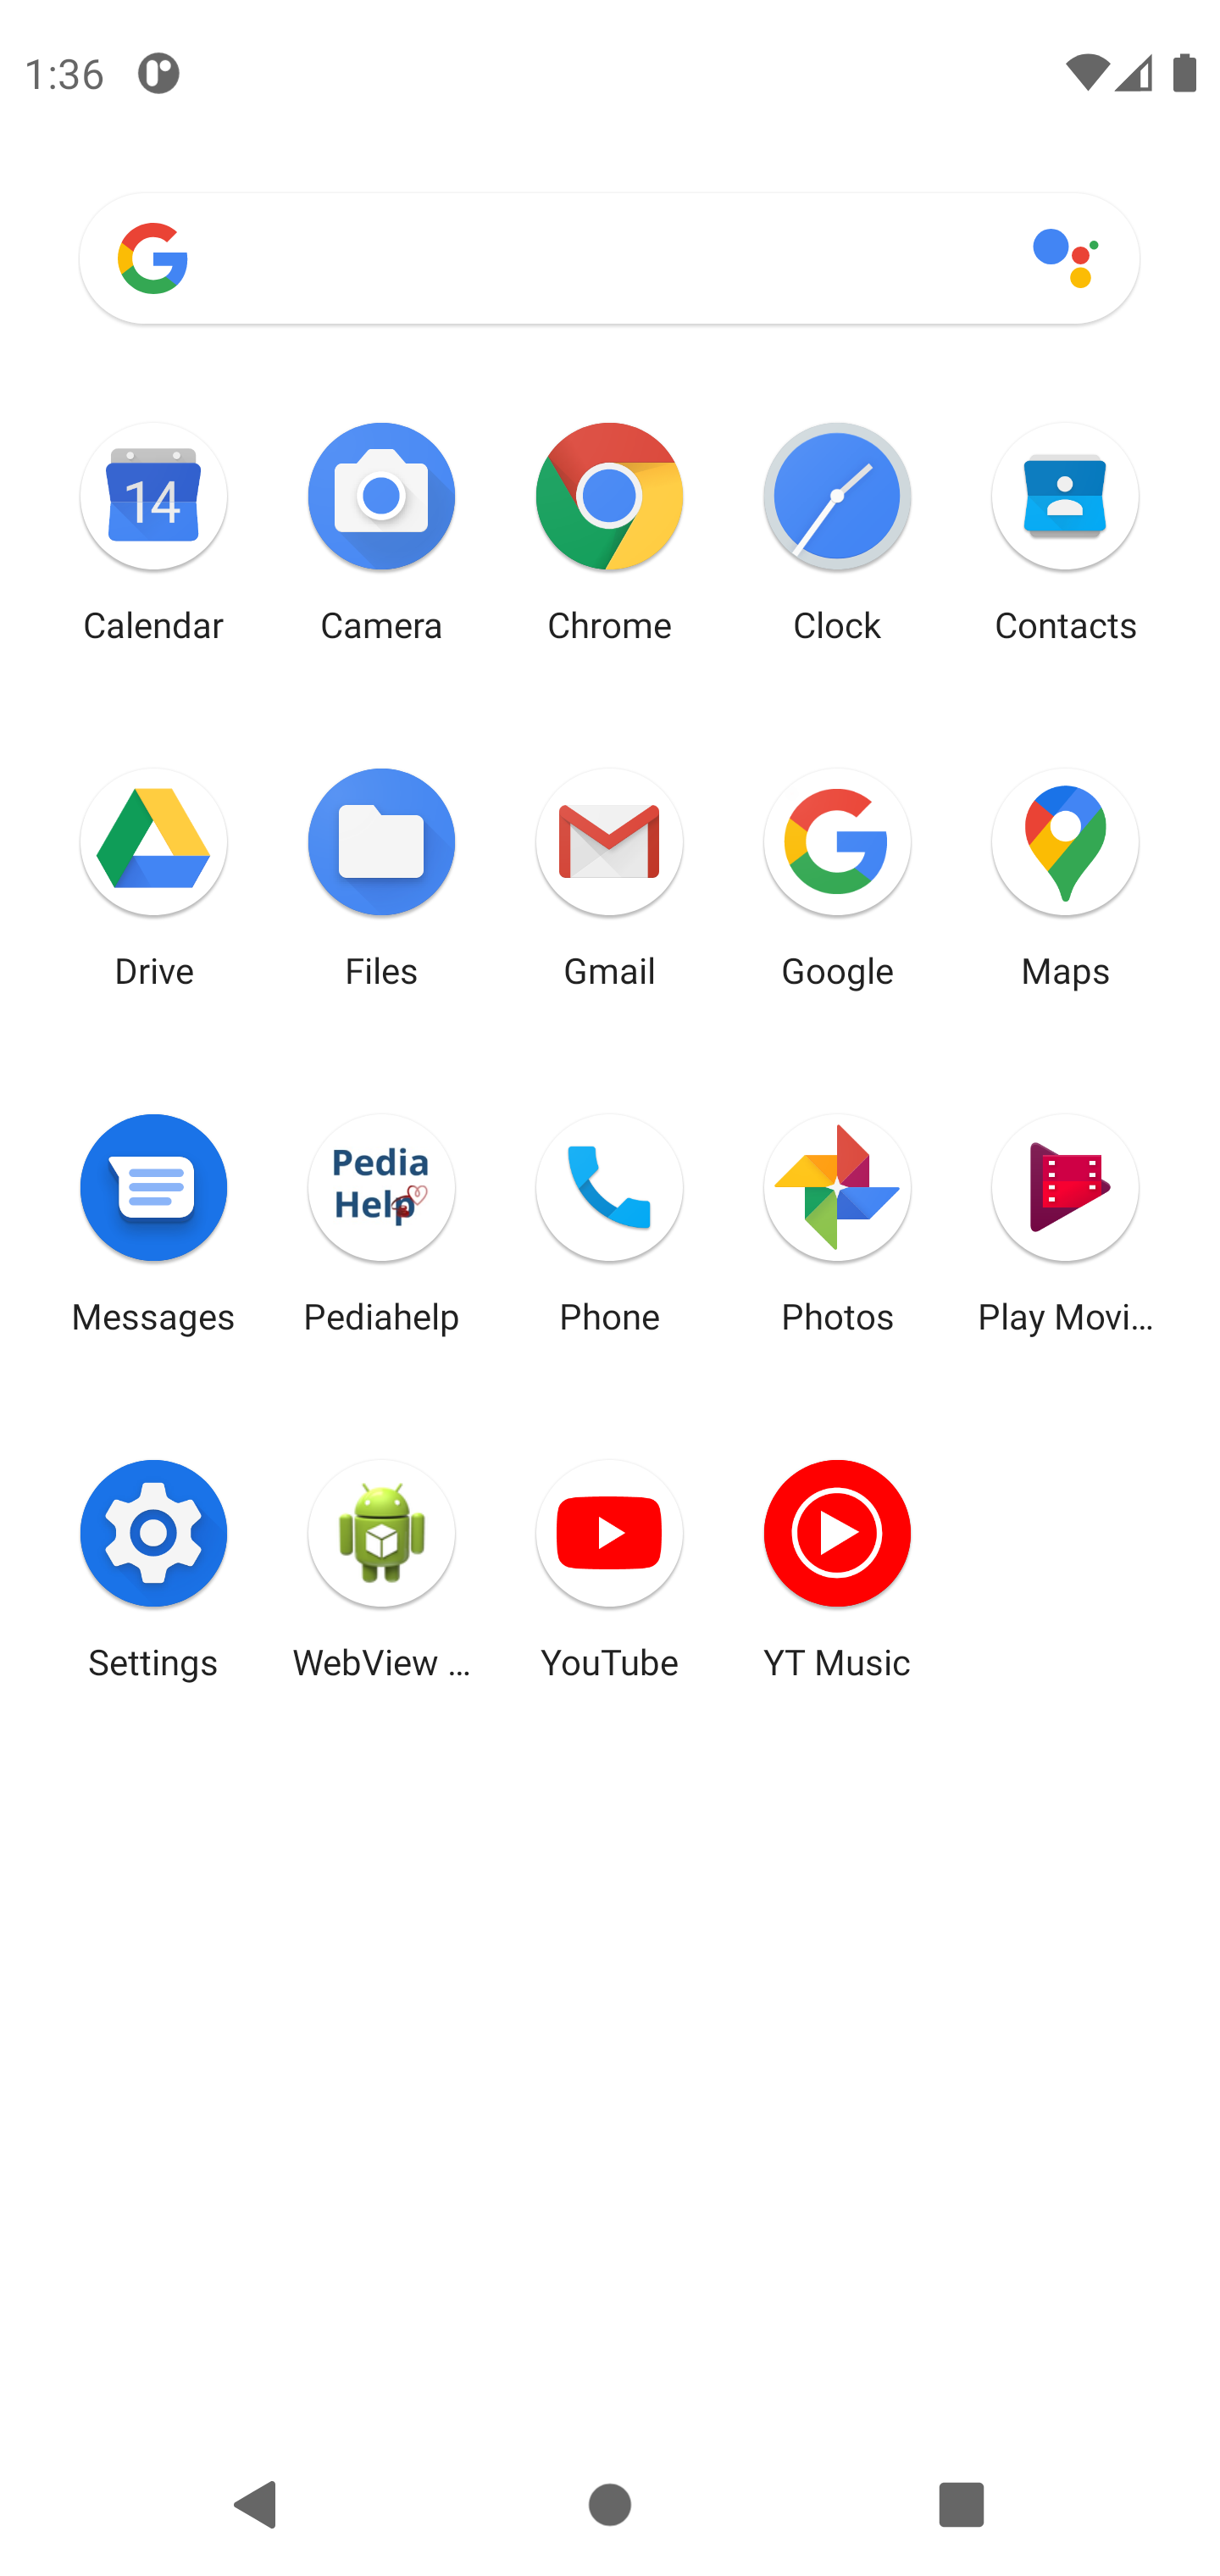 1:36
14
Calendar Camera Chrome Clock Contacts
Drive Files Gmail Google Maps
Pedia
Help
Messages Pediahelp Phone Photos Play Movi...
Settings WebView ... YouTube YT Music